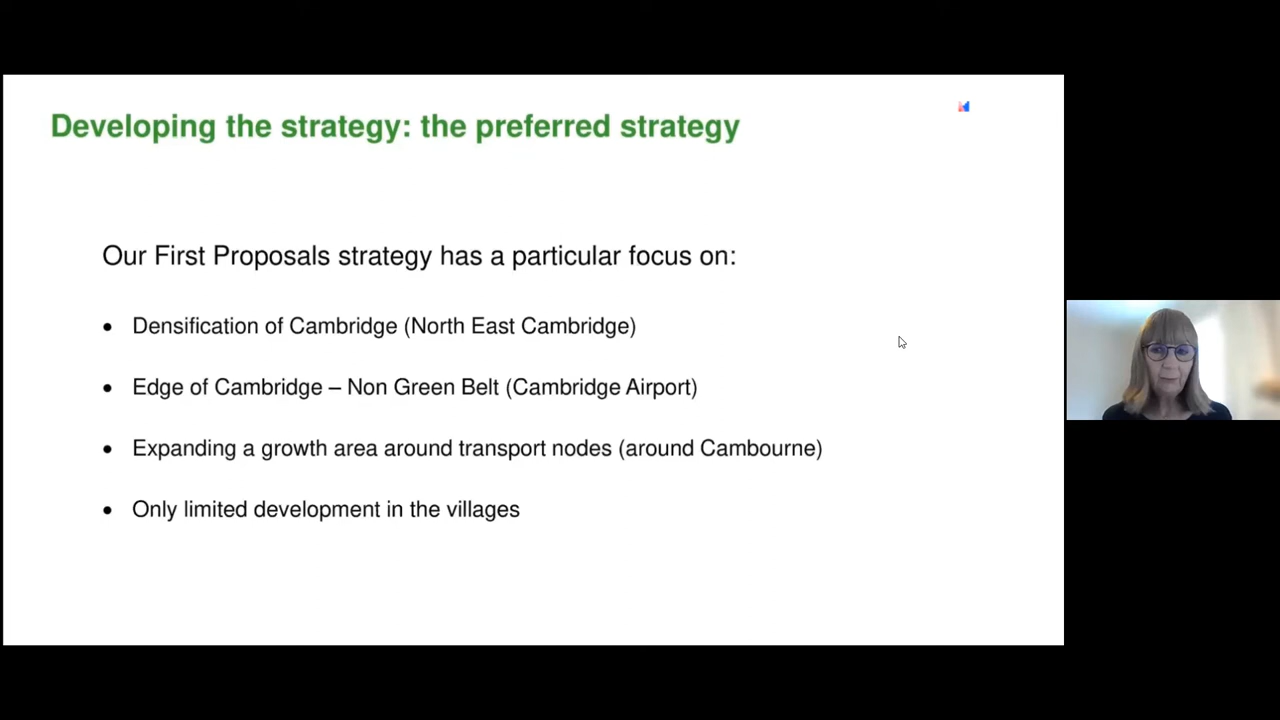 Developing the strategy: the preferred strategy
Our First Proposals strategy has a particular focus on:
• Densification of Cambridge (North East Cambridge)
• Edge of Cambridge – Non Green Belt (Cambridge Airport)
• Expanding a growth area around transport nodes (around Cambourne)
• Only limited development in the villages